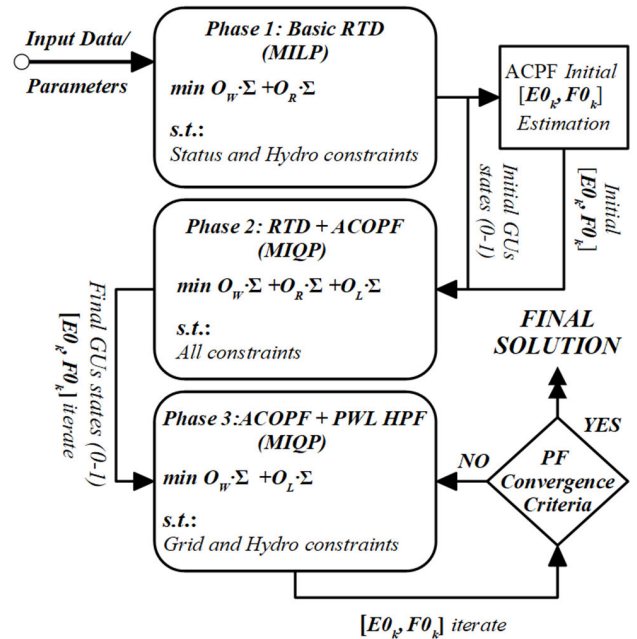 Input Data/
Parameters
Phase 1: Basic RTD
(MILP)
min O_W·Σ +O_R·Σ
s.t.:
Status and Hydro constraints
ACPF Initial
[E0_k, F0_k]
Estimation
Initial GUs
states (0-1)
Initial
[E0_k, F0_k]
Phase 2: RTD + ACOPF
(MIQP)
min O_W·Σ +O_R·Σ +O_L·Σ
s.t.:
All constraints
Final GUs states (0-1)
[E0_k, F0_k] iterate
Phase 3:ACOPF + PWL HPF
(MIQP)
min O_W·Σ +O_L·Σ
s.t.:
Grid and Hydro constraints
FINAL
SOLUTION
YES
NO
PF
Convergence
Criteria
[E0_k, F0_k] iterate